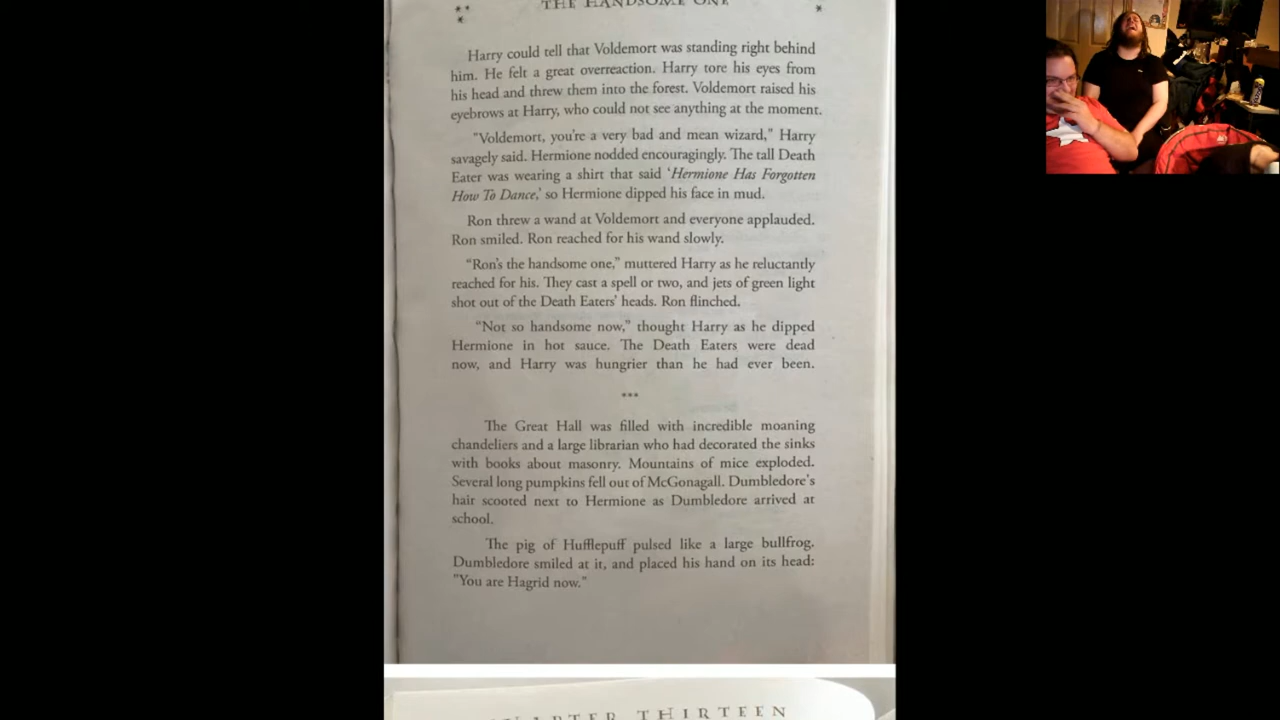 THE HANDSOME ONE
Harry could tell that Voldemort was standing right behind
him. He felt a great overreaction. Harry tore his eyes from
his head and threw them into the forest. Voldemort raised his
eyebrows at Harry, who could not see anything at the moment.
“Voldemort, you’re a very bad and mean wizard,” Harry
savagely said. Hermione nodded encouragingly. The tall Death
Eater was wearing a shirt that said ‘Hermione Has Forgotten
How To Dance,’ so Hermione dipped his face in mud.
Ron threw a wand at Voldemort and everyone applauded.
Ron smiled. Ron reached for his wand slowly.
“Ron’s the handsome one,” muttered Harry as he reluctantly
reached for his. They cast a spell or two, and jets of green light
shot out of the Death Eaters’ heads. Ron flinched.
“Not so handsome now,” thought Harry as he dipped
Hermione in hot sauce. The Death Eaters were dead
now, and Harry was hungrier than he had ever been.
***
The Great Hall was filled with incredible moaning
chandeliers and a large librarian who had decorated the sinks
with books about masonry. Mountains of mice exploded.
Several long pumpkins fell out of McGonagall. Dumbledore's
hair scooted next to Hermione as Dumbledore arrived at
school.
The pig of Hufflepuff pulsed like a large bullfrog.
Dumbledore smiled at it, and placed his hand on its head:
"You are Hagrid now."
CHAPTER THIRTEEN